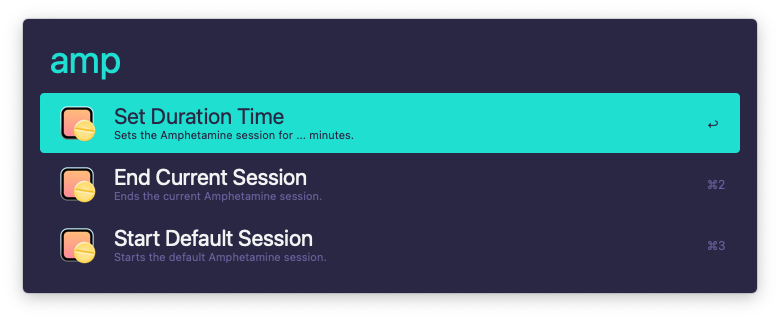 amp
Set Duration Time
↩
Sets the Amphetamine session for ... minutes.
End Current Session
⌘2
Ends the current Amphetamine session.
Start Default Session
⌘3
Starts the default Amphetamine session.